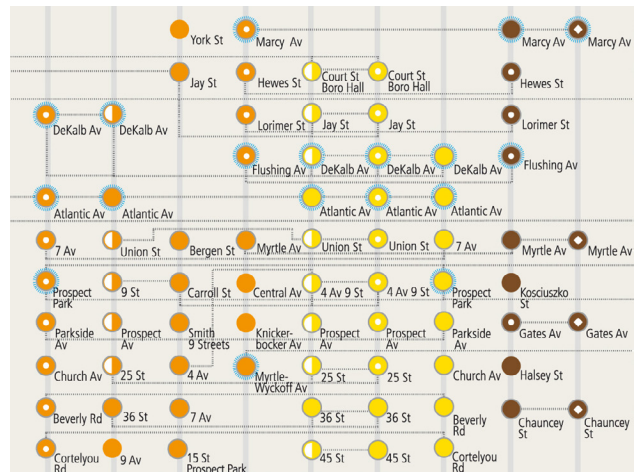 York St
Marcy Av
Marcy Av
Marcy Av
Jay St
Hewes St
Court St
Boro Hall
Court St
Boro Hall
Hewes St
DeKalb Av
DeKalb Av
Lorimer St
Jay St
Jay St
Lorimer St
Flushing Av
DeKalb Av
DeKalb Av
DeKalb Av
Flushing Av
Atlantic Av
Atlantic Av
Atlantic Av
Atlantic Av
Atlantic Av
7 Av
Union St
Bergen St
Myrtle Av
Union St
Union St
7 Av
Myrtle Av
Myrtle Av
Prospect
Park
9 St
Carroll St
Central Av
4 Av 9 St
4 Av 9 St
Prospect
Park
Kosciuszko
St
Parkside
Av
Prospect
Av
Smith
9 Streets
Knicker-
bocker Av
Prospect
Av
Prospect
Av
Parkside
Av
Gates Av
Gates Av
Church Av
25 St
4 Av
Myrtle-
Wyckoff Av
25 St
25 St
Church Av
Halsey St
Beverly Rd
36 St
7 Av
36 St
36 St
Beverly
Rd
Chauncey
St
Chauncey
St
Cortelyou
Rd
9 Av
15 St
Prospect Park
45 St
45 St
Cortelyou
Rd